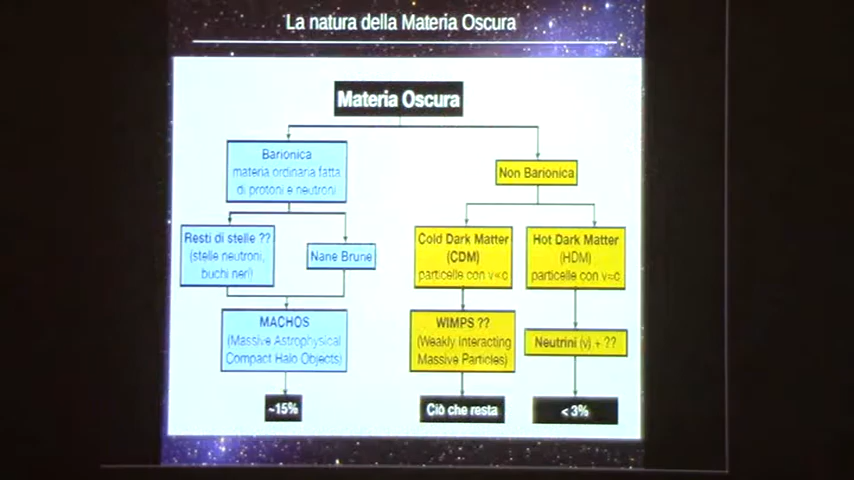 La natura della Materia Oscura
Materia Oscura
Barionica
materia ordinaria fatta
di protoni e neutroni
Non Barionica
Resti di stelle ??
(stelle neutroni,
buchi neri)
Nane Brune
Cold Dark Matter
(CDM)
particelle con v«c
Hot Dark Matter
(HDM)
particelle con v≈c
MACHOS
(Massive Astrophysical
Compact Halo Objects)
WIMPS ??
(Weakly Interacting
Massive Particles)
Neutrini (ν) + ??
~15%
Ciò che resta
< 3%